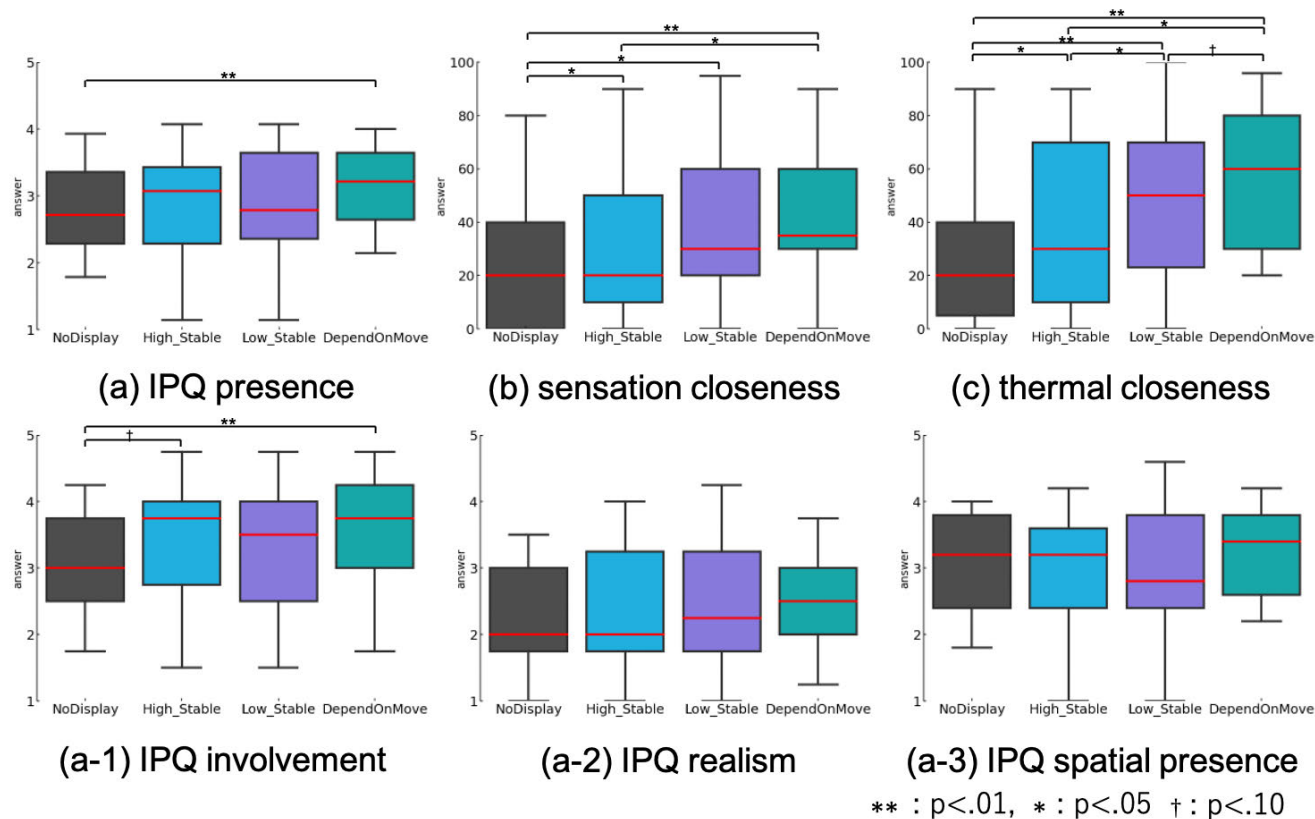 ** ** **
* *
* **
** * * * †
5 100 100
4 80 80
answer 3 answer 60 answer 60
40 40
2 20 20
1 0 0
NoDisplay High_Stable Low_Stable DependOnMove NoDisplay High_Stable Low_Stable DependOnMove NoDisplay High_Stable Low_Stable DependOnMove
(a) IPQ presence (b) sensation closeness (c) thermal closeness
**
†
5 5 5
4 4 4
answer 3 answer 3 answer 3
2 2 2
1 1 1
NoDisplay High_Stable Low_Stable DependOnMove NoDisplay High_Stable Low_Stable DependOnMove NoDisplay High_Stable Low_Stable DependOnMove
(a-1) IPQ involvement (a-2) IPQ realism (a-3) IPQ spatial presence
** : p<.01, * : p<.05 † : p<.10